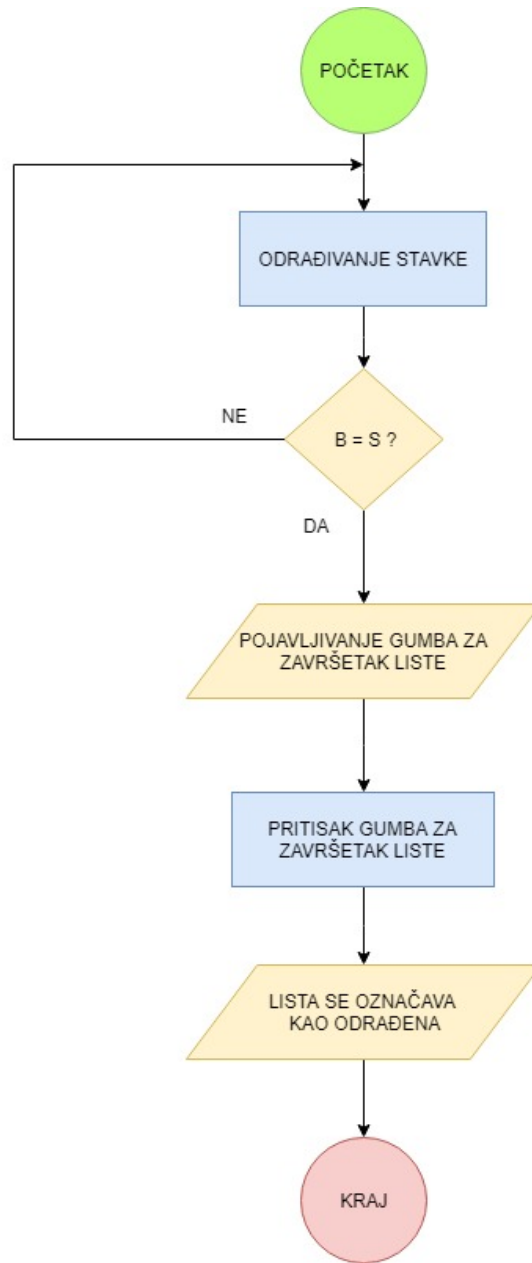 POČETAK
ODRAĐIVANJE STAVKE
NE
B = S ?
DA
POJAVLJIVANJE GUMBA ZA
ZAVRŠETAK LISTE
PRITISAK GUMBA ZA
ZAVRŠETAK LISTE
LISTA SE OZNAČAVA
KAO ODRAĐENA
KRAJ